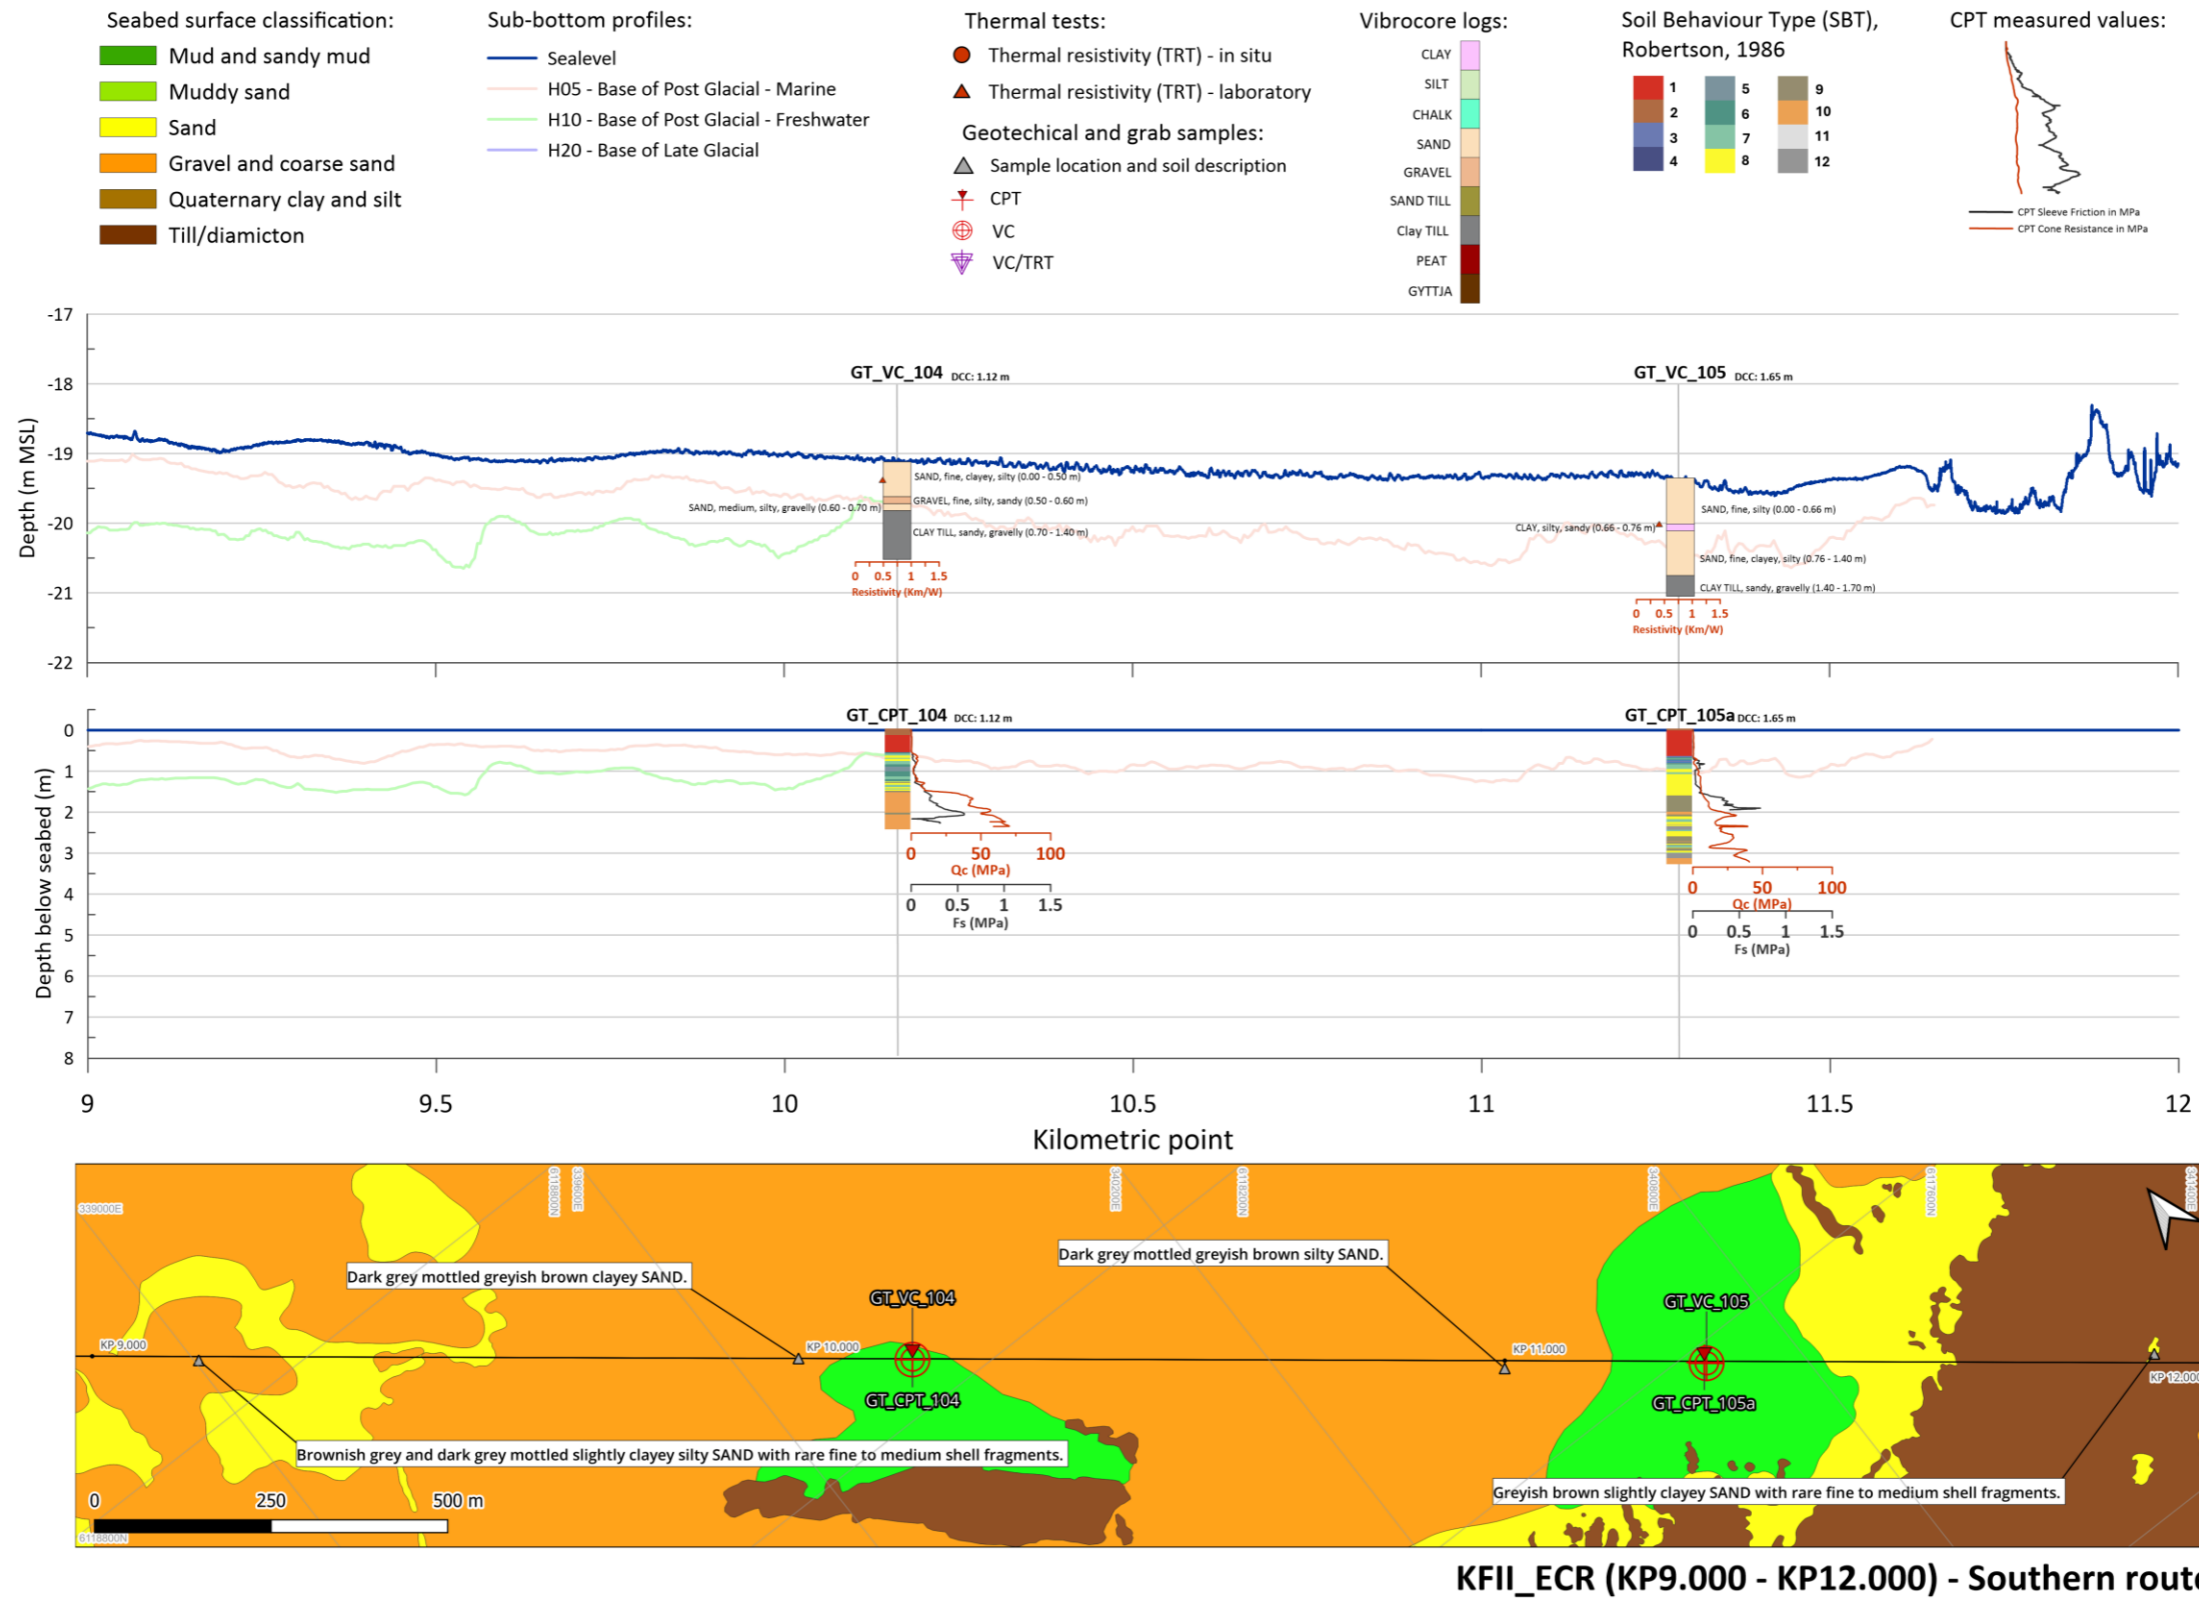 Seabed surface classification:
Mud and sandy mud
Muddy sand
Sand
Gravel and coarse sand
Quaternary clay and silt
Till/diamicton
Sub-bottom profiles:
Sealevel
H05 - Base of Post Glacial - Marine
H10 - Base of Post Glacial - Freshwater
H20 - Base of Late Glacial
Thermal tests:
Thermal resistivity (TRT) - in situ
Thermal resistivity (TRT) - laboratory
Geotechical and grab samples:
Sample location and soil description
CPT
VC
VC/TRT
Vibrocore logs:
CLAY
SILT
CHALK
SAND
GRAVEL
SAND TILL
Clay TILL
PEAT
GYTTJA
Soil Behaviour Type (SBT),
Robertson, 1986
1 5 9
2 6 10
3 7 11
4 8 12
CPT measured values:
CPT Sleeve Friction in MPa
CPT Cone Resistance in MPa
Depth (m MSL)
-17
-18
-19
-20
-21
-22
GT_VC_104 DCC: 1.12 m
SAND, fine, clayey, silty (0.00 - 0.50 m)
GRAVEL, fine, silty, sandy (0.50 - 0.60 m)
SAND, medium, silty, gravelly (0.60 - 0.70 m)
CLAY TILL, sandy, gravelly (0.70 - 1.40 m)
0 0.5 1 1.5
Resistivity (Km/W)
GT_VC_105 DCC: 1.65 m
SAND, fine, silty (0.00 - 0.66 m)
CLAY, silty, sandy (0.66 - 0.76 m)
SAND, fine, clayey, silty (0.76 - 1.40 m)
CLAY TILL, sandy, gravelly (1.40 - 1.70 m)
0 0.5 1 1.5
Resistivity (Km/W)
Depth below seabed (m)
0
1
2
3
4
5
6
7
8
GT_CPT_104 DCC: 1.12 m
0 50 100
Qc (MPa)
0 0.5 1 1.5
Fs (MPa)
GT_CPT_105a DCC: 1.65 m
0 50 100
Qc (MPa)
0 0.5 1 1.5
Fs (MPa)
9 9.5 10 10.5 11 11.5 12
Kilometric point
339000E
6118800N
339600E
340200E
6118200N
340800E
6117600N
341400E
Dark grey mottled greyish brown clayey SAND.
Dark grey mottled greyish brown silty SAND.
GT_VC_104
GT_VC_105
KP 9.000
KP 10.000
KP 11.000
KP 12.000
GT_CPT_104
GT_CPT_105a
Brownish grey and dark grey mottled slightly clayey silty SAND with rare fine to medium shell fragments.
Greyish brown slightly clayey SAND with rare fine to medium shell fragments.
0 250 500 m
6118800N
KFII_ECR (KP9.000 - KP12.000) - Southern route